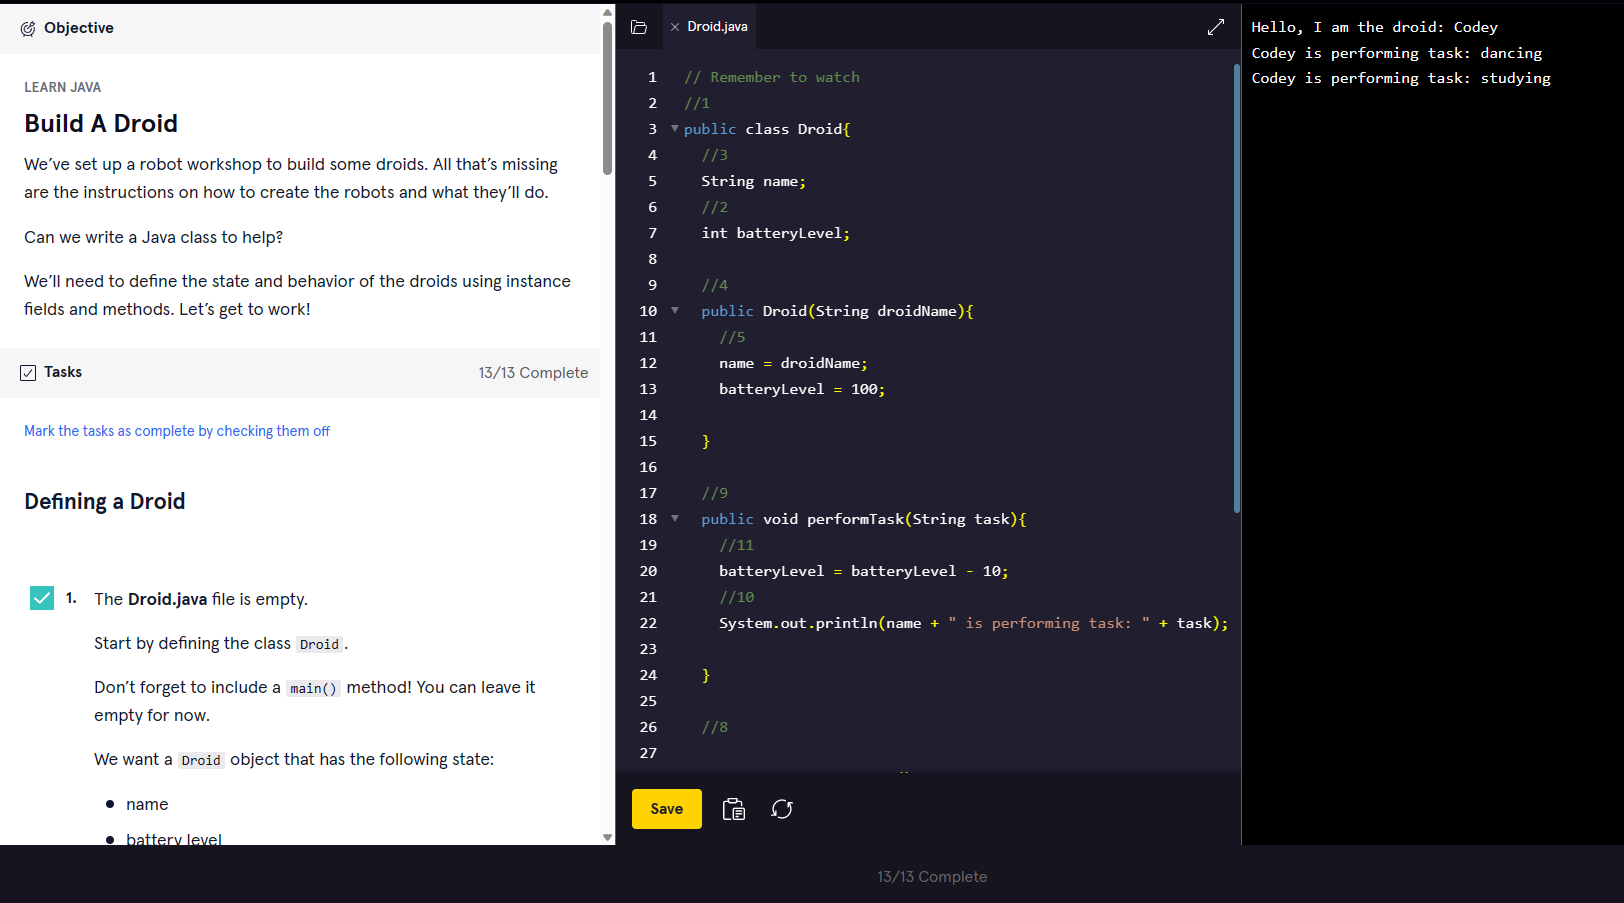 Objective
LEARN JAVA
Build A Droid
We’ve set up a robot workshop to build some droids. All that’s missing
are the instructions on how to create the robots and what they’ll do.
Can we write a Java class to help?
We’ll need to define the state and behavior of the droids using instance
fields and methods. Let’s get to work!
Tasks
13/13 Complete
Mark the tasks as complete by checking them off
Defining a Droid
1. The Droid.java file is empty.
Start by defining the class Droid.
Don’t forget to include a main() method! You can leave it
empty for now.
We want a Droid object that has the following state:
name
battery level
Droid.java
1 // Remember to watch
2 //1
3 public class Droid{
4 //3
5 String name;
6 //2
7 int batteryLevel;
8
9 //4
10 public Droid(String droidName){
11 //5
12 name = droidName;
13 batteryLevel = 100;
14
15 }
16
17 //9
18 public void performTask(String task){
19 //11
20 batteryLevel = batteryLevel - 10;
21 //10
22 System.out.println(name + " is performing task: " + task);
23
24 }
25
26 //8
27
Save
Hello, I am the droid: Codey
Codey is performing task: dancing
Codey is performing task: studying
13/13 Complete